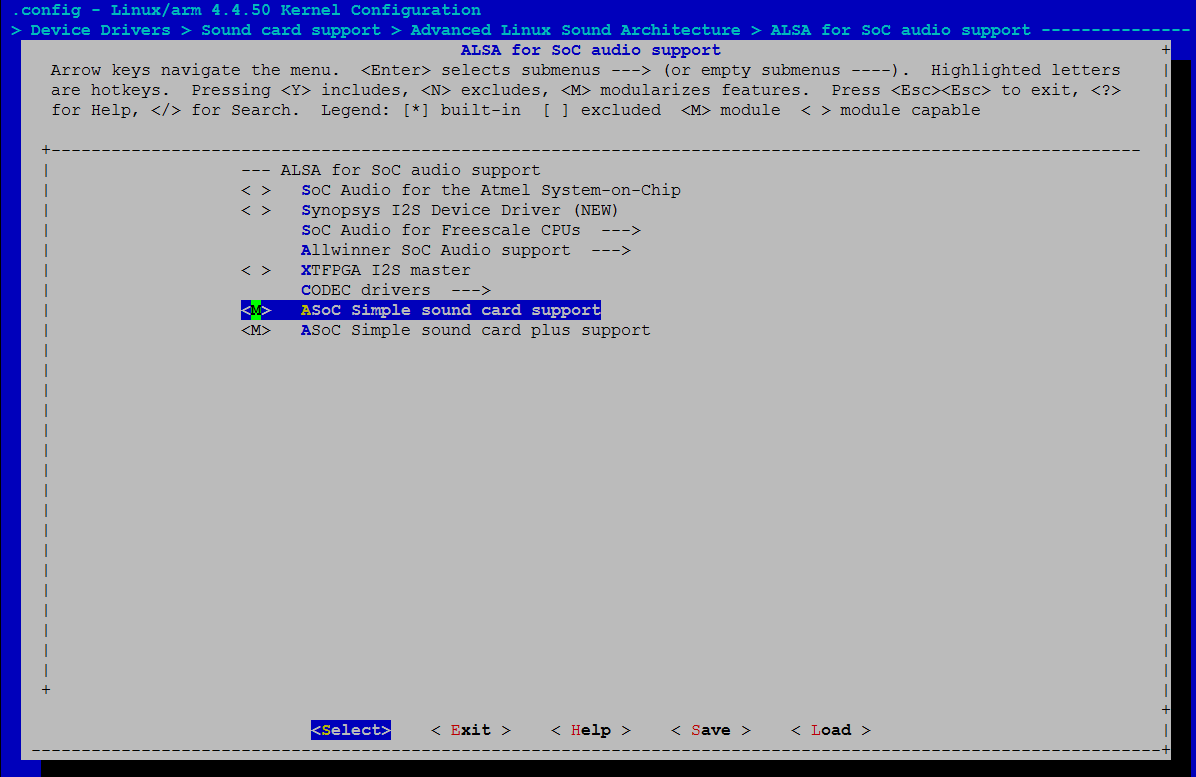 .config - Linux/arm 4.4.50 Kernel Configuration
> Device Drivers > Sound card support > Advanced Linux Sound Architecture > ALSA for SoC audio support ---------------
ALSA for SoC audio support
Arrow keys navigate the menu.  <Enter> selects submenus ---> (or empty submenus ----).  Highlighted letters
are hotkeys.  Pressing <Y> includes, <N> excludes, <M> modularizes features.  Press <Esc><Esc> to exit, <?>
for Help, </> for Search.  Legend: [*] built-in  [ ] excluded  <M> module  < > module capable
--- ALSA for SoC audio support
< >   SoC Audio for the Atmel System-on-Chip
< >   Synopsys I2S Device Driver (NEW)
SoC Audio for Freescale CPUs  --->
Allwinner SoC Audio support  --->
< >   XTFPGA I2S master
CODEC drivers  --->
<M>   ASoC Simple sound card support
<M>   ASoC Simple sound card plus support
<Select>    < Exit >    < Help >    < Save >    < Load >